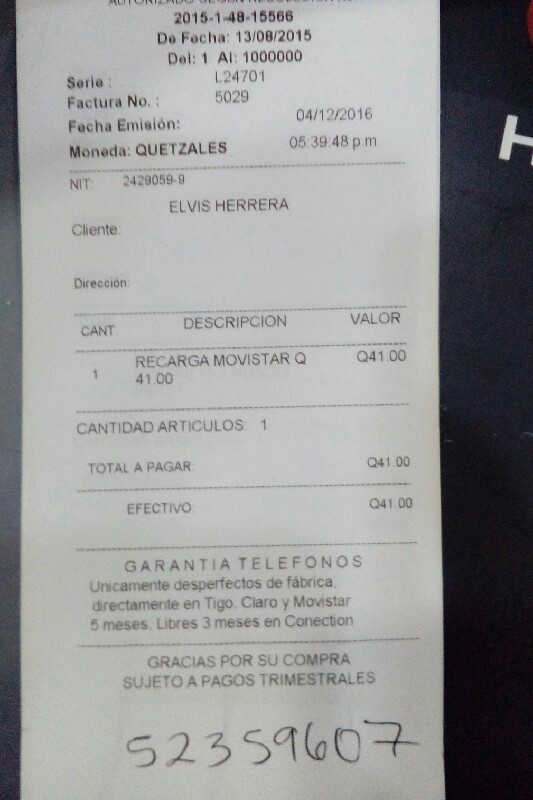 AUTORIZADO SEGÚN RESOLUCIÓN No.
2015-1-48-15566
De Fecha: 13/08/2015
Del: 1 Al: 1000000
Serie : L24701
Factura No. : 5029
Fecha Emisión: 04/12/2016
Moneda: QUETZALES 05:39:48 p.m.
NIT: 2429059-9
ELVIS HERRERA
Cliente:
Dirección:
CANT. DESCRIPCION VALOR
1 RECARGA MOVISTAR Q Q41.00
41.00
CANTIDAD ARTICULOS: 1
TOTAL A PAGAR: Q41.00
EFECTIVO: Q41.00
GARANTIA TELEFONOS
Unicamente desperfectos de fábrica,
directamente en Tigo, Claro y Movistar
5 meses, Libres 3 meses en Conection
GRACIAS POR SU COMPRA
SUJETO A PAGOS TRIMESTRALES
52359607
H